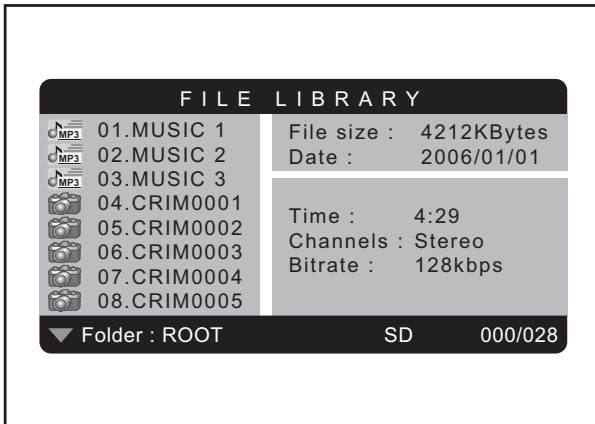 FILE LIBRARY
MP3 01.MUSIC 1
MP3 02.MUSIC 2
MP3 03.MUSIC 3
04.CRIM0001
05.CRIM0002
06.CRIM0003
07.CRIM0004
08.CRIM0005
File size : 4212KBytes
Date : 2006/01/01
Time : 4:29
Channels : Stereo
Bitrate : 128kbps
Folder : ROOT SD 000/028